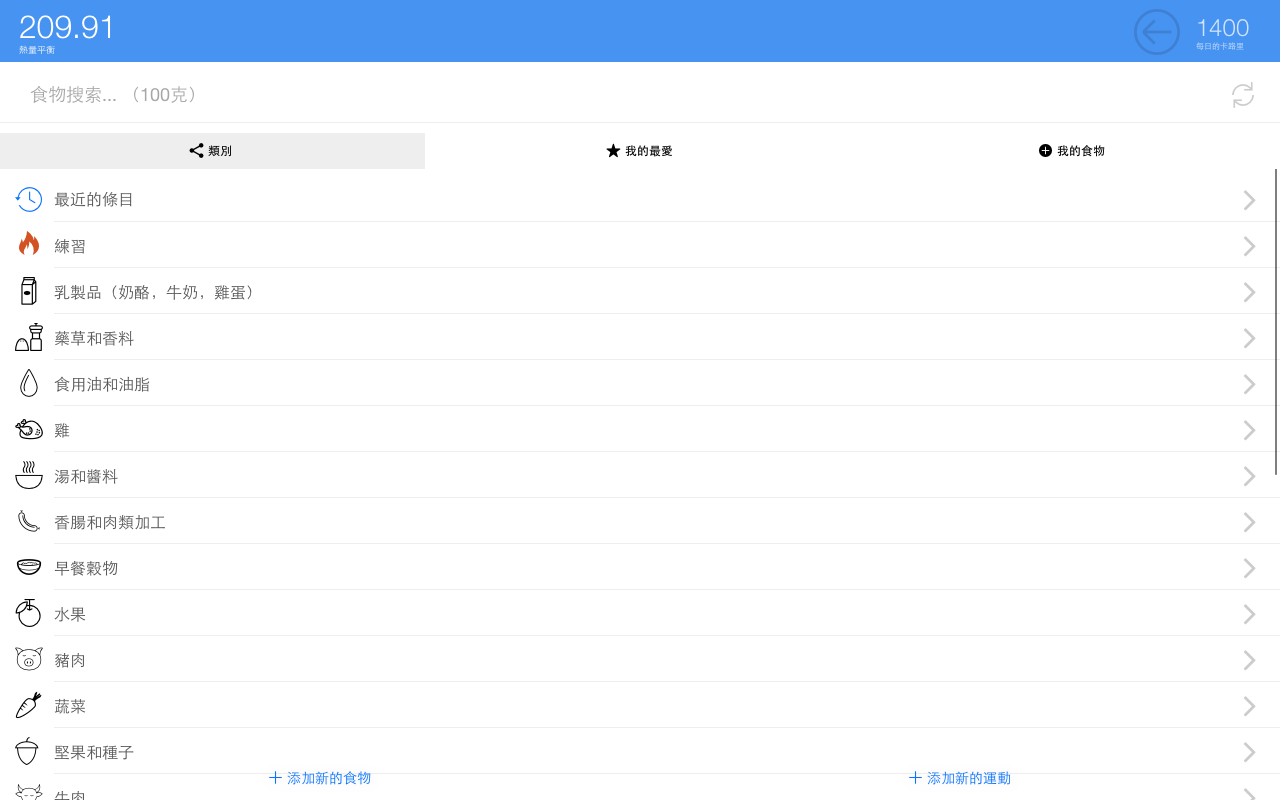 209.91
熱量平衡
1400
每日的卡路里
食物搜索... （100克）
類別
我的最愛
我的食物
最近的條目
練習
乳製品（奶酪，牛奶，雞蛋）
藥草和香料
食用油和油脂
雞
湯和醬料
香腸和肉類加工
早餐穀物
水果
豬肉
蔬菜
堅果和種子
添加新的食物
添加新的運動
牛肉